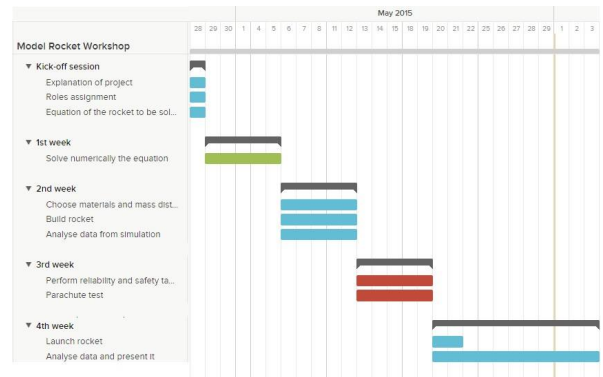 May 2015
28 29 30 1 4 5 6 7 8 11 12 13 14 15 18 19 20 21 22 25 26 27 28 29 1 2 3
Model Rocket Workshop
Kick-off session
Explanation of project
Roles assignment
Equation of the rocket to be sol...
1st week
Solve numerically the equation
2nd week
Choose materials and mass dist...
Build rocket
Analyse data from simulation
3rd week
Perform reliability and safety ta...
Parachute test
4th week
Launch rocket
Analyse data and present it